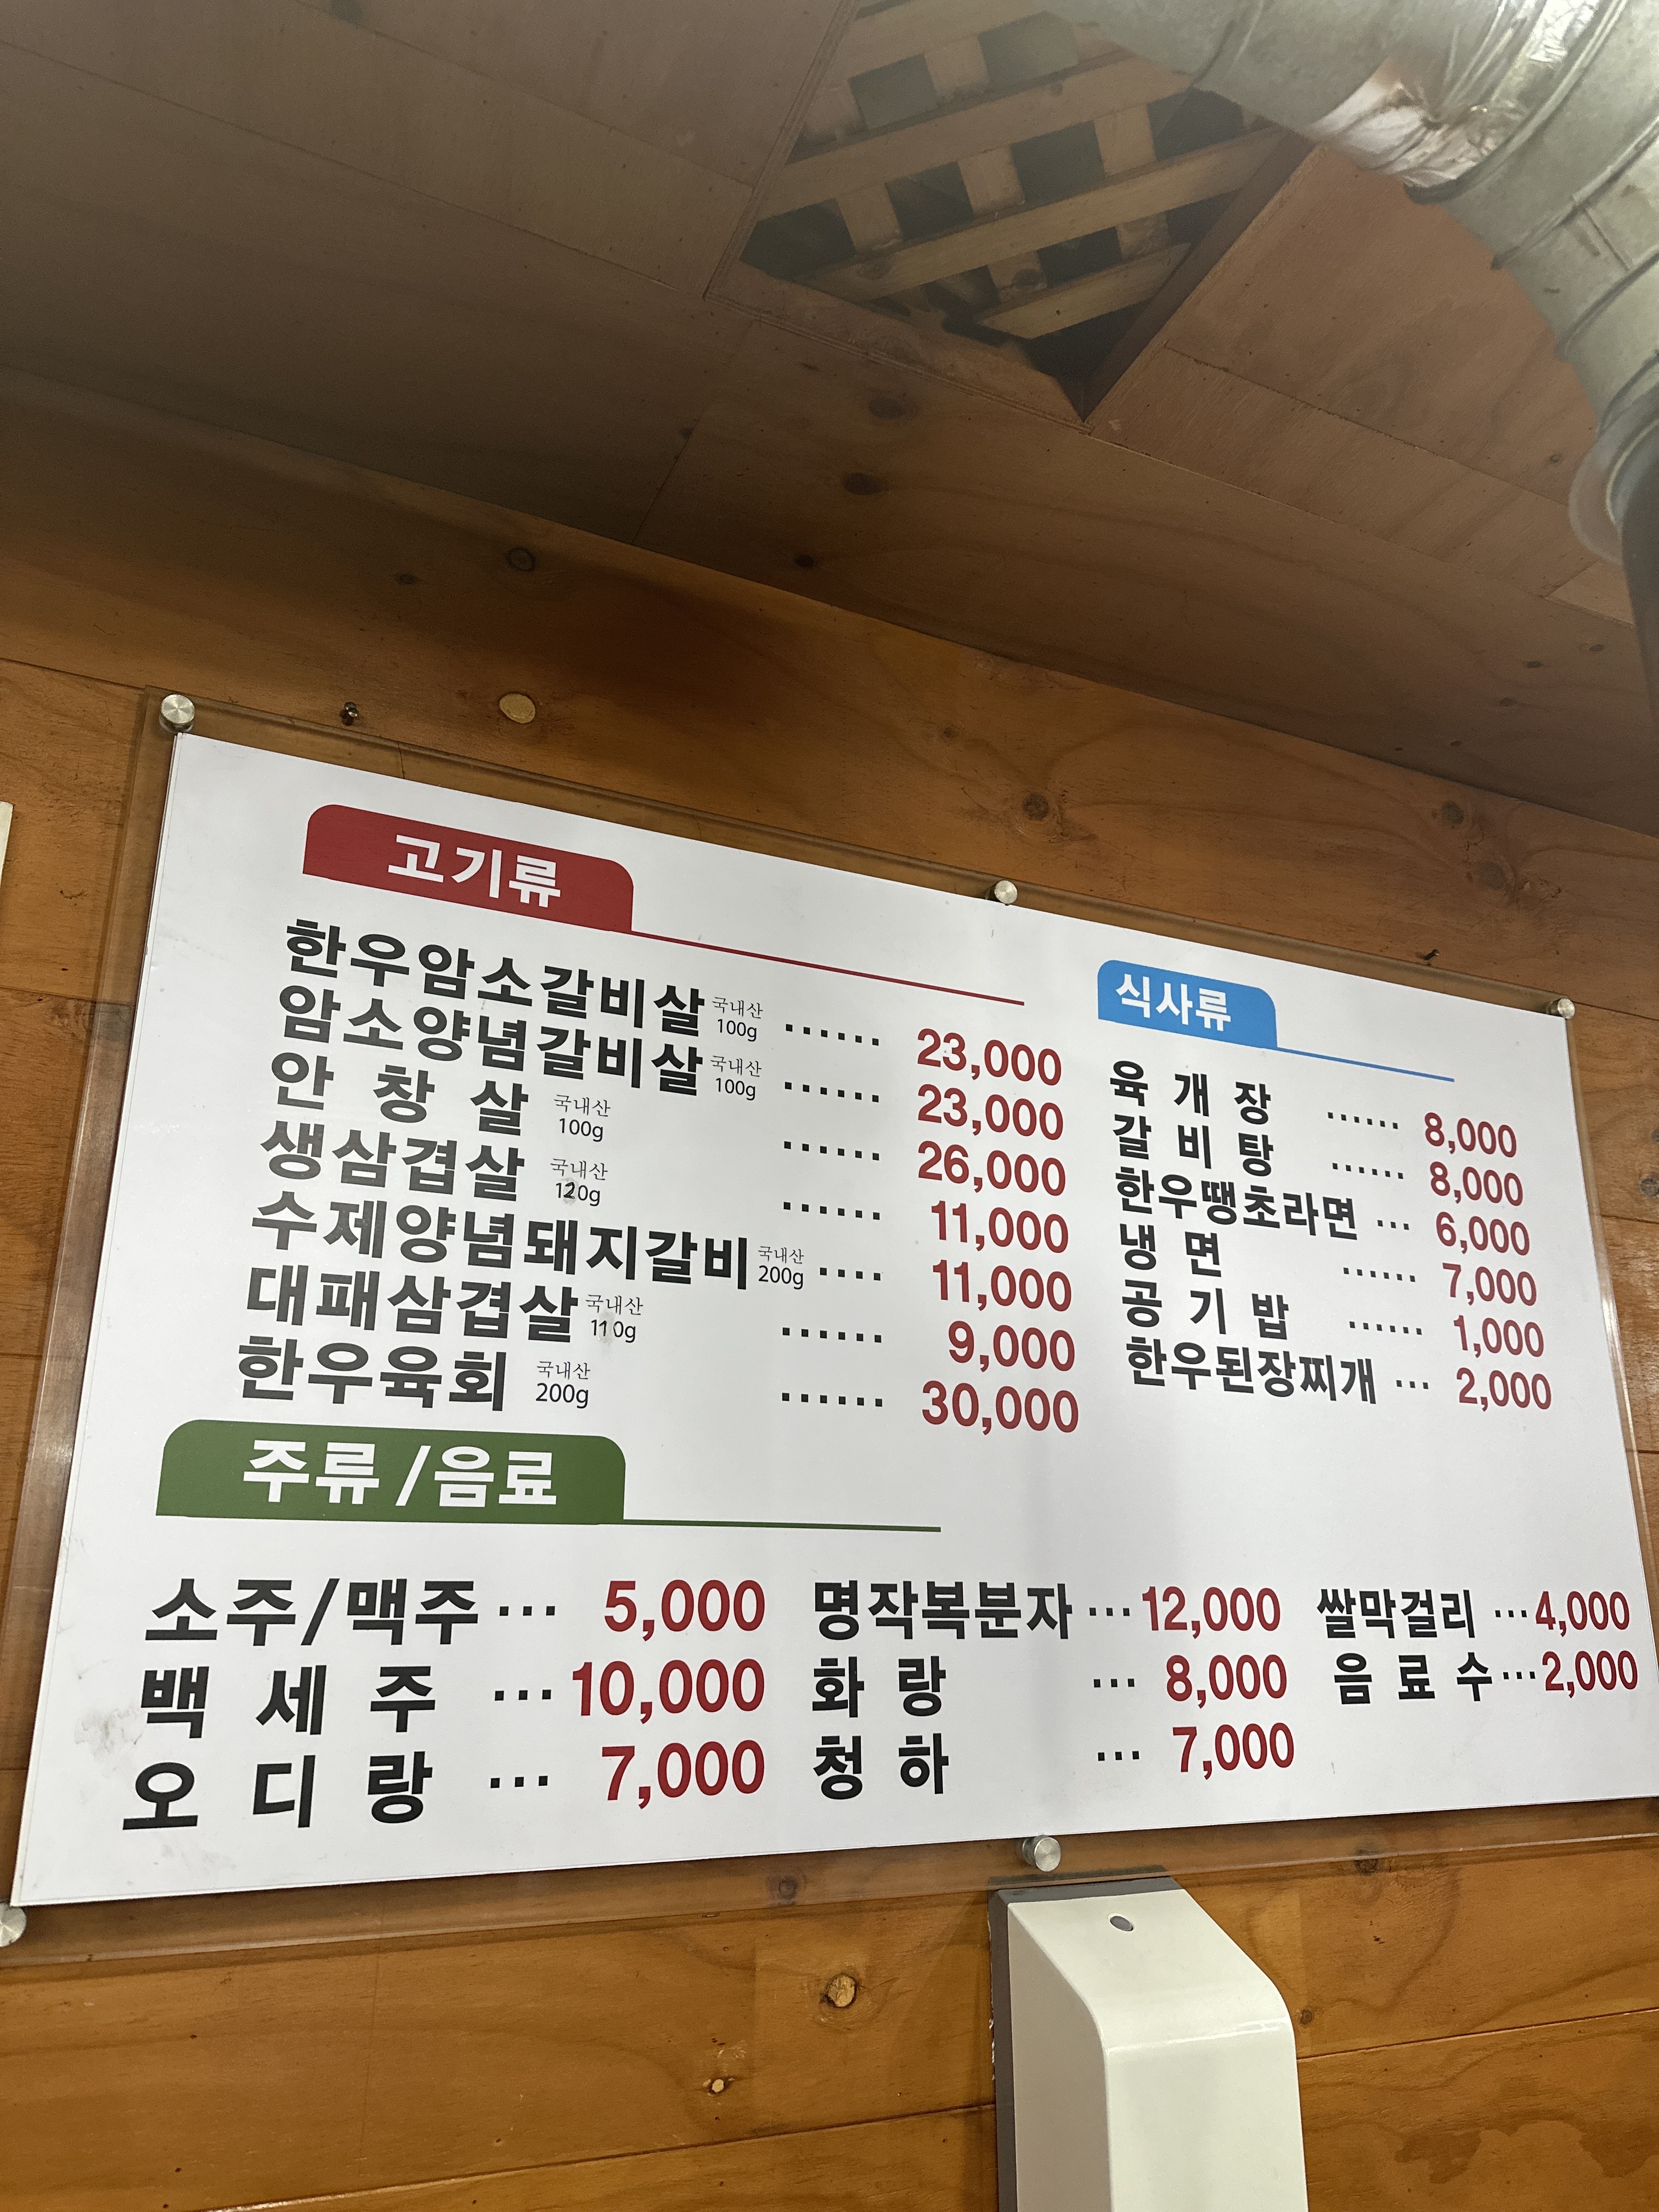 고기류
한우암소갈비살 국내산 100g ...... 23,000
암소양념갈비살 국내산 100g ...... 23,000
안 창 살 국내산 100g ...... 26,000
생삼겹살 국내산 120g ...... 11,000
수제양념돼지갈비 국내산 200g .... 11,000
대패삼겹살 국내산 110g ...... 9,000
한우육회 국내산 200g ...... 30,000
식사류
육 개 장 ...... 8,000
갈 비 탕 ...... 8,000
한우땡초라면 ... 6,000
냉 면 ...... 7,000
공 기 밥 ...... 1,000
한우된장찌개 ... 2,000
주류/음료
소주/맥주 ... 5,000
백 세 주 ... 10,000
오 디 랑 ... 7,000
명작복분자 ... 12,000
화 랑 ... 8,000
청 하 ... 7,000
쌀막걸리 ... 4,000
음 료 수 ... 2,000